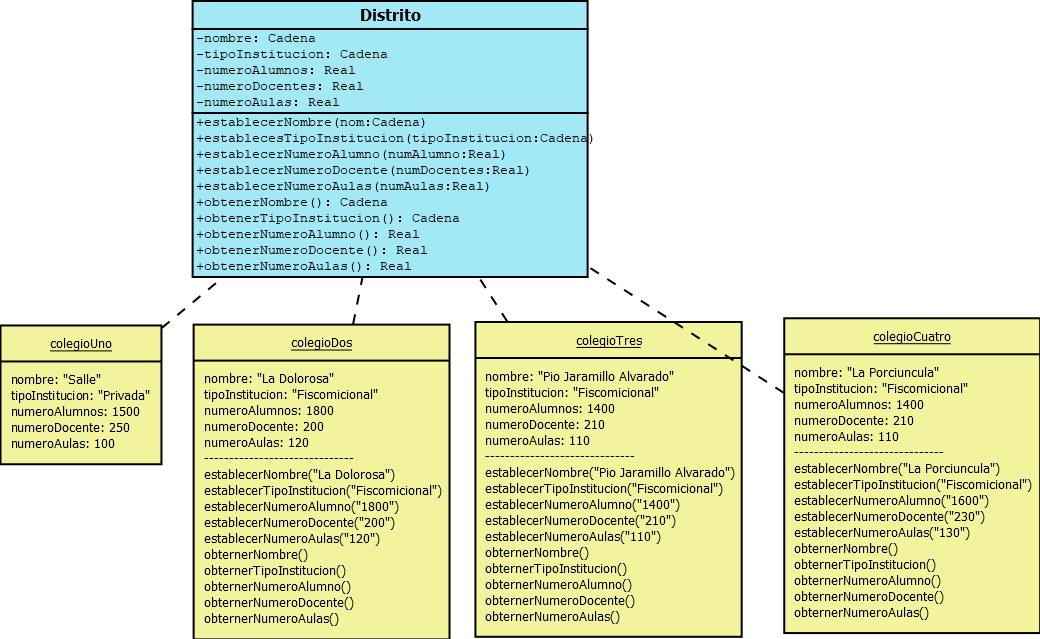 Distrito
-nombre: Cadena
-tipoInstitucion: Cadena
-numeroAlumnos: Real
-numeroDocentes: Real
-numeroAulas: Real
+establecerNombre(nom:Cadena)
+establecesTipoInstitucion(tipoInstitucion:Cadena)
+establecerNumeroAlumno(numAlumno:Real)
+establecerNumeroDocente(numDocentes:Real)
+establecerNumeroAulas(numAulas:Real)
+obtenerNombre(): Cadena
+obtenerTipoInstitucion(): Cadena
+obtenerNumeroAlumno(): Real
+obtenerNumeroDocente(): Real
+obtenerNumeroAulas(): Real
colegioUno
nombre: "Salle"
tipoInstitucion: "Privada"
numeroAlumnos: 1500
numeroDocente: 250
numeroAulas: 100
colegioDos
nombre: "La Dolorosa"
tipoInstitucion: "Fiscomicional"
numeroAlumnos: 1800
numeroDocente: 200
numeroAulas: 120
------------------------------
establecerNombre("La Dolorosa")
establecerTipoInstitucion("Fiscomicional")
establecerNumeroAlumno("1800")
establecerNumeroDocente("200")
establecerNumeroAulas("120")
obternerNombre()
obternerTipoInstitucion()
obternerNumeroAlumno()
obternerNumeroDocente()
obternerNumeroAulas()
colegioTres
nombre: "Pio Jaramillo Alvarado"
tipoInstitucion: "Fiscomicional"
numeroAlumnos: 1400
numeroDocente: 210
numeroAulas: 110
------------------------------
establecerNombre("Pio Jaramillo Alvarado")
establecerTipoInstitucion("Fiscomicional")
establecerNumeroAlumno("1400")
establecerNumeroDocente("210")
establecerNumeroAulas("110")
obternerNombre()
obternerTipoInstitucion()
obternerNumeroAlumno()
obternerNumeroDocente()
obternerNumeroAulas()
colegioCuatro
nombre: "La Porciuncula"
tipoInstitucion: "Fiscomicional"
numeroAlumnos: 1400
numeroDocente: 210
numeroAulas: 110
------------------------------
establecerNombre("La Porciuncula")
establecerTipoInstitucion("Fiscomicional")
establecerNumeroAlumno("1600")
establecerNumeroDocente("230")
establecerNumeroAulas("130")
obternerNombre()
obternerTipoInstitucion()
obternerNumeroAlumno()
obternerNumeroDocente()
obternerNumeroAulas()